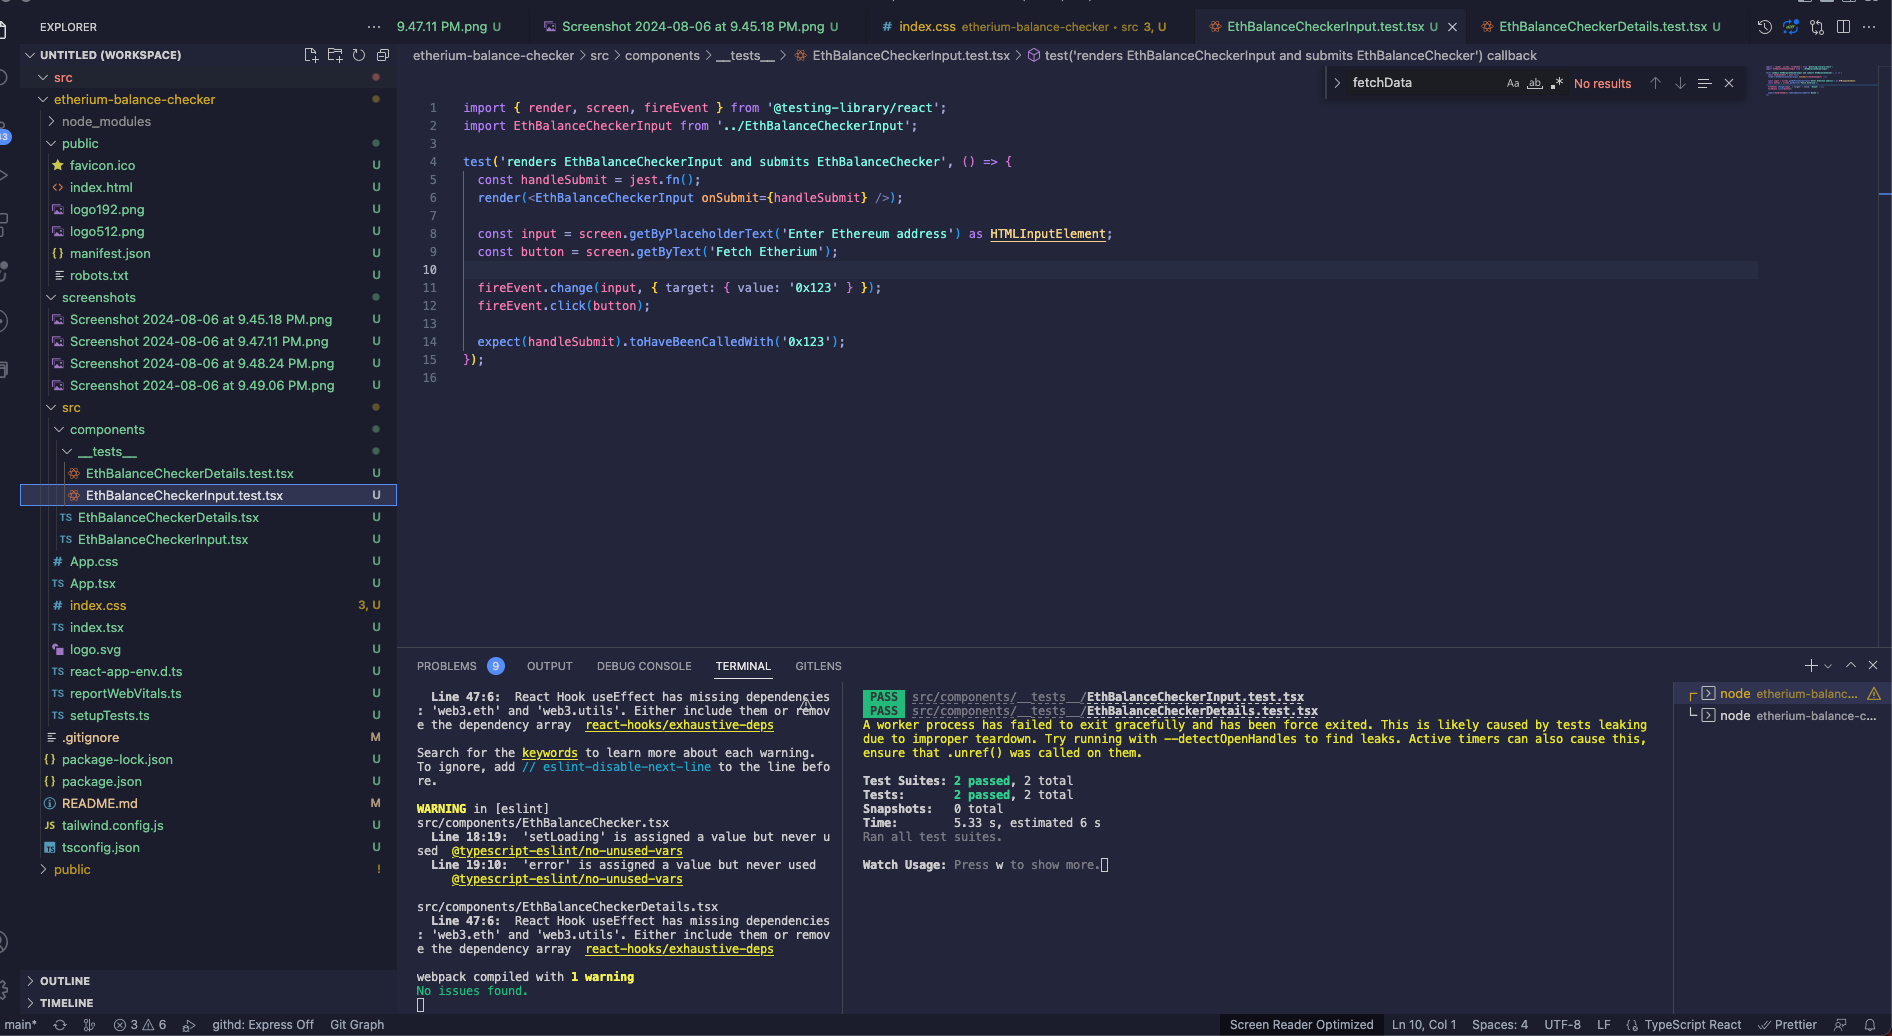 EXPLORER
9.47.11 PM.png U
Screenshot 2024-08-06 at 9.45.18 PM.png U
# index.css etherium-balance-checker • src 3, U
EthBalanceCheckerInput.test.tsx U
EthBalanceCheckerDetails.test.tsx U
etherium-balance-checker > src > components > __tests__ > EthBalanceCheckerInput.test.tsx > test('renders EthBalanceCheckerInput and submits EthBalanceChecker') callback
fetchData Aa ab .* No results
UNTITLED (WORKSPACE)
src
etherium-balance-checker
node_modules
public
favicon.ico U
index.html U
logo192.png U
logo512.png U
manifest.json U
robots.txt U
screenshots
Screenshot 2024-08-06 at 9.45.18 PM.png U
Screenshot 2024-08-06 at 9.47.11 PM.png U
Screenshot 2024-08-06 at 9.48.24 PM.png U
Screenshot 2024-08-06 at 9.49.06 PM.png U
src
components
__tests__
EthBalanceCheckerDetails.test.tsx U
EthBalanceCheckerInput.test.tsx U
TS EthBalanceCheckerDetails.tsx U
TS EthBalanceCheckerInput.tsx U
# App.css U
TS App.tsx U
# index.css 3, U
TS index.tsx U
logo.svg U
TS react-app-env.d.ts U
TS reportWebVitals.ts U
TS setupTests.ts U
.gitignore M
{} package-lock.json U
{} package.json U
README.md M
JS tailwind.config.js U
tsconfig.json U
public !
OUTLINE
TIMELINE
1 import { render, screen, fireEvent } from '@testing-library/react';
2 import EthBalanceCheckerInput from '../EthBalanceCheckerInput';
3
4 test('renders EthBalanceCheckerInput and submits EthBalanceChecker', () => {
5 const handleSubmit = jest.fn();
6 render(<EthBalanceCheckerInput onSubmit={handleSubmit} />);
7
8 const input = screen.getByPlaceholderText('Enter Ethereum address') as HTMLInputElement;
9 const button = screen.getByText('Fetch Etherium');
10
11 fireEvent.change(input, { target: { value: '0x123' } });
12 fireEvent.click(button);
13
14 expect(handleSubmit).toHaveBeenCalledWith('0x123');
15 });
16
PROBLEMS 9 OUTPUT DEBUG CONSOLE TERMINAL GITLENS
Line 47:6: React Hook useEffect has missing dependencies
: 'web3.eth' and 'web3.utils'. Either include them or remov
e the dependency array react-hooks/exhaustive-deps
Search for the keywords to learn more about each warning.
To ignore, add // eslint-disable-next-line to the line befo
re.
WARNING in [eslint]
src/components/EthBalanceChecker.tsx
Line 18:19: 'setLoading' is assigned a value but never u
sed @typescript-eslint/no-unused-vars
Line 19:10: 'error' is assigned a value but never used
@typescript-eslint/no-unused-vars
src/components/EthBalanceCheckerDetails.tsx
Line 47:6: React Hook useEffect has missing dependencies
: 'web3.eth' and 'web3.utils'. Either include them or remov
e the dependency array react-hooks/exhaustive-deps
webpack compiled with 1 warning
No issues found.
PASS src/components/__tests__/EthBalanceCheckerInput.test.tsx
PASS src/components/__tests__/EthBalanceCheckerDetails.test.tsx
A worker process has failed to exit gracefully and has been force exited. This is likely caused by tests leaking
due to improper teardown. Try running with --detectOpenHandles to find leaks. Active timers can also cause this,
ensure that .unref() was called on them.
Test Suites: 2 passed, 2 total
Tests: 2 passed, 2 total
Snapshots: 0 total
Time: 5.33 s, estimated 6 s
Ran all test suites.
Watch Usage: Press w to show more.
node etherium-balanc...
node etherium-balance-c...
main* 3 6 githd: Express Off Git Graph
Screen Reader Optimized Ln 10, Col 1 Spaces: 4 UTF-8 LF {} TypeScript React Prettier